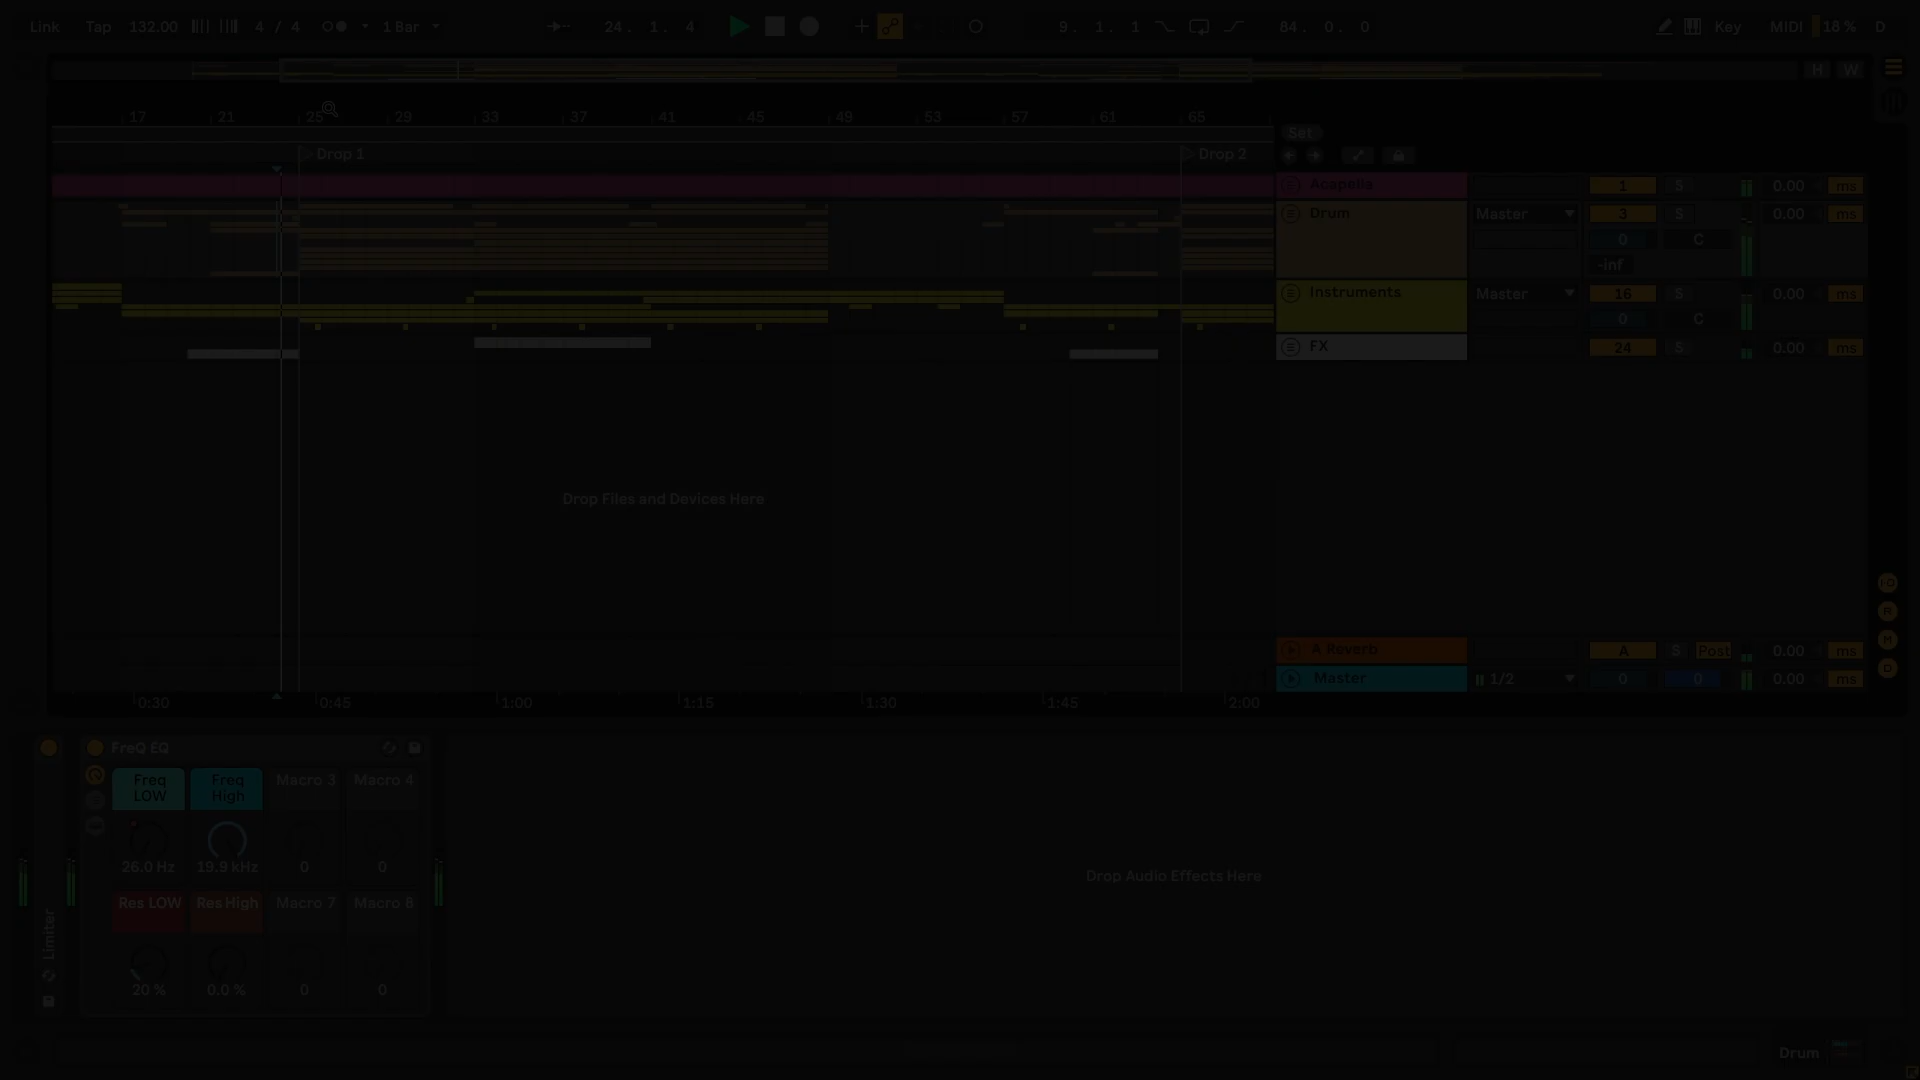 Link Tap 132.00 4 / 4 1 Bar 24. 1. 4 9. 1. 1 84. 0. 0 Key MIDI 18 % D
H W
17 21 25 29 33 37 41 45 49 53 57 61 65
Set
Drop 1 Drop 2
Acapella 1 S 0.00 ms
Drum Master 3 S 0.00 ms
0 C
-inf
Instruments Master 16 S 0.00 ms
0 C
FX 24 S 0.00 ms
Drop Files and Devices Here
A Reverb A S Post 0.00 ms
Master 1/2 0 0 0.00 ms
0:30 0:45 1:00 1:15 1:30 1:45 2:00
I·O
R
M
D
Limiter
FreQ EQ
Freq LOW Freq High Macro 3 Macro 4
26.0 Hz 19.9 kHz 0 0
Res LOW Res High Macro 7 Macro 8
20 % 0.0 % 0 0
Drop Audio Effects Here
Drum